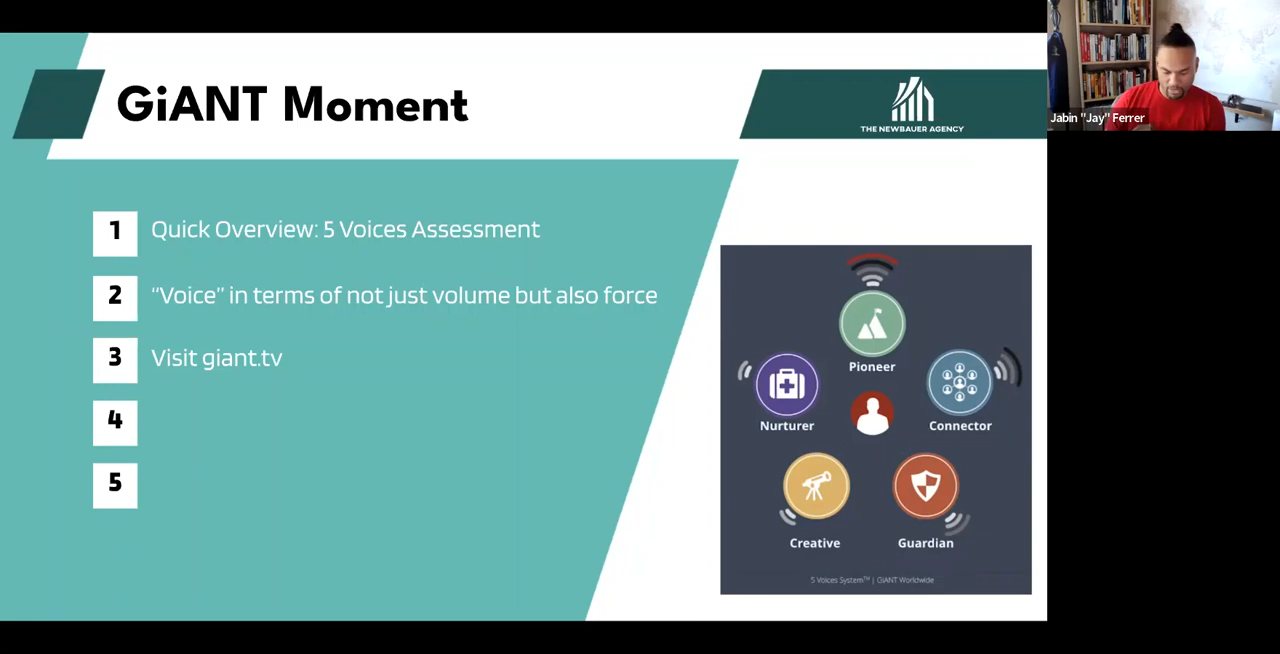 GiANT Moment
THE NEWBAUER AGENCY
Jabin "Jay" Ferrer
1 Quick Overview: 5 Voices Assessment
2 “Voice” in terms of not just volume but also force
3 Visit giant.tv
4
5
Pioneer
Nurturer
Connector
Creative
Guardian
5 Voices System™ | GiANT Worldwide